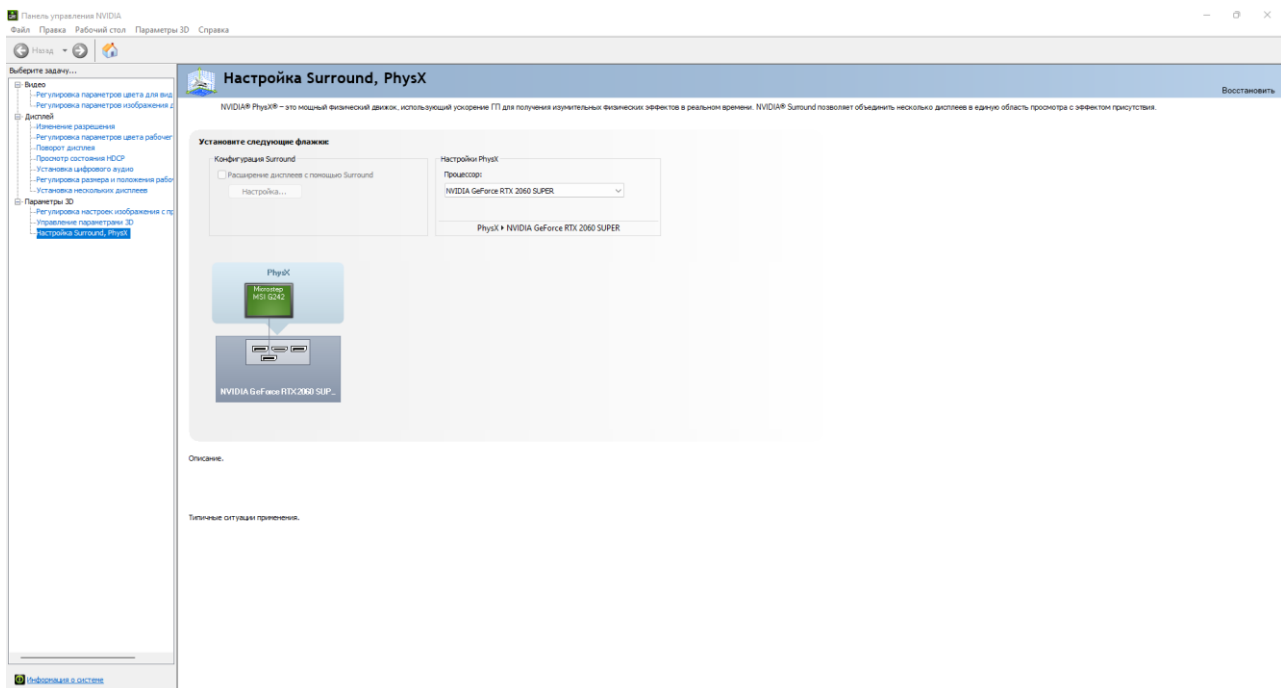 Панель управления NVIDIA
Файл Правка Рабочий стол Параметры 3D Справка
Назад
Выберите задачу...
Видео
Регулировка параметров цвета для вид
Регулировка параметров изображения д
Дисплей
Изменение разрешения
Регулировка параметров цвета рабочег
Поворот дисплея
Просмотр состояния HDCP
Установка цифрового аудио
Регулировка размера и положения рабо
Установка нескольких дисплеев
Параметры 3D
Регулировка настроек изображения с пр
Управление параметрами 3D
Настройка Surround, PhysX
Информация о системе
Настройка Surround, PhysX
Восстановить
NVIDIA® PhysX® – это мощный физический движок, использующий ускорение ГП для получения изумительных физических эффектов в реальном времени. NVIDIA® Surround позволяет объединить несколько дисплеев в единую область просмотра с эффектом присутствия.
Установите следующие флажки:
Конфигурация Surround
Расширение дисплеев с помощью Surround
Настройка...
Настройки PhysX
Процессор:
NVIDIA GeForce RTX 2060 SUPER
PhysX ▸ NVIDIA GeForce RTX 2060 SUPER
PhysX
Microstep
MSI G242
NVIDIA GeForce RTX 2060 SUP...
Описание.
Типичные ситуации применения.